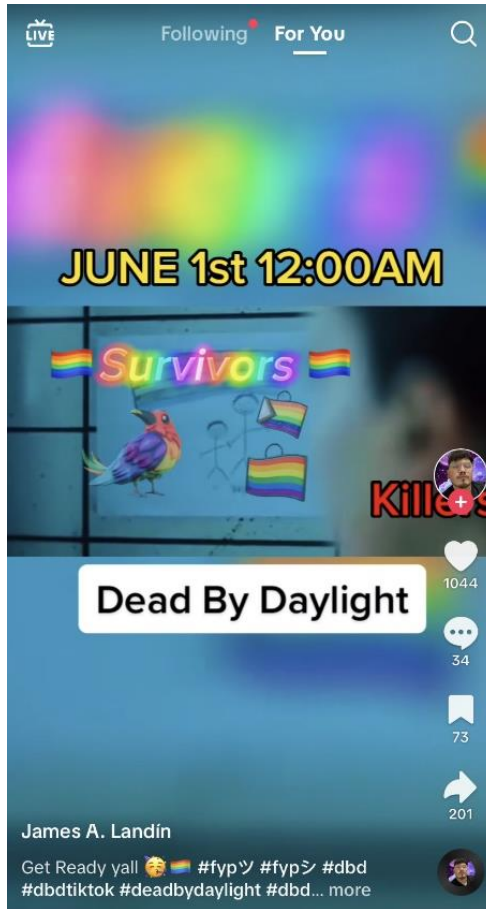 LIVE
Following For You
JUNE 1st 12:00AM
🏳️‍🌈 Survivors 🏳️‍🌈
Killers
Dead By Daylight
1044
34
73
201
James A. Landín
Get Ready yall 🥳🏳️‍🌈 #fypツ #fypシ #dbd
#dbdtiktok #deadbydaylight #dbd... more